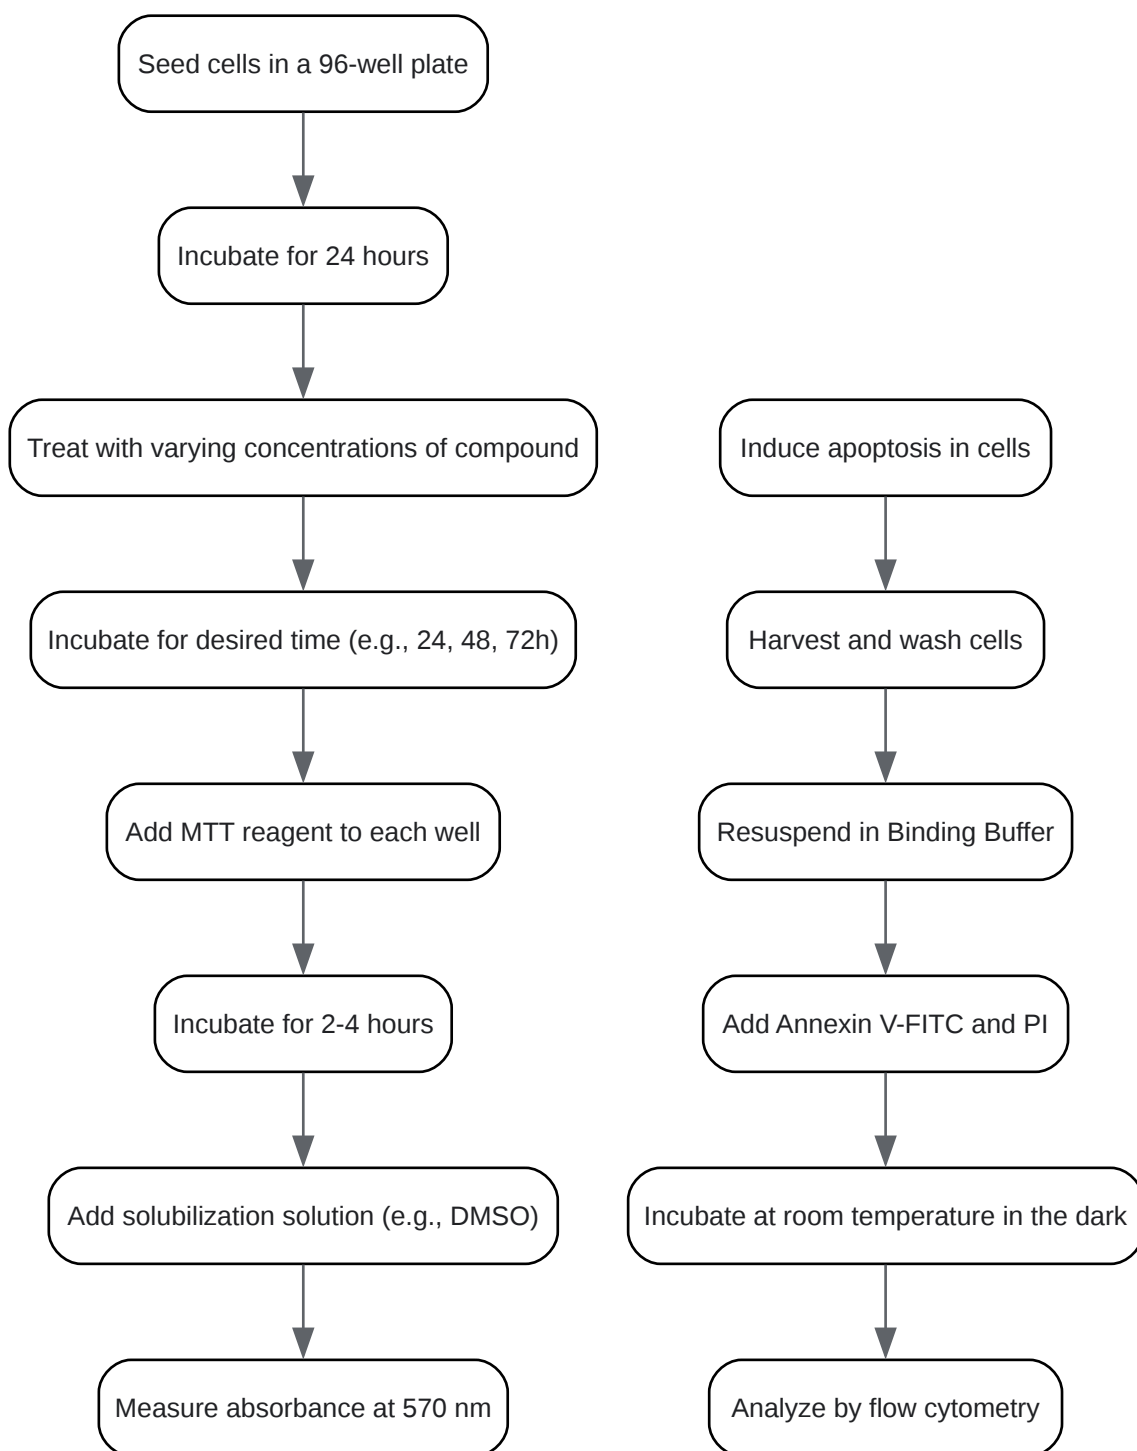 Seed cells in a 96-well plate
Incubate for 24 hours
Treat with varying concentrations of compound
Incubate for desired time (e.g., 24, 48, 72h)
Add MTT reagent to each well
Incubate for 2-4 hours
Add solubilization solution (e.g., DMSO)
Measure absorbance at 570 nm
Induce apoptosis in cells
Harvest and wash cells
Resuspend in Binding Buffer
Add Annexin V-FITC and PI
Incubate at room temperature in the dark
Analyze by flow cytometry